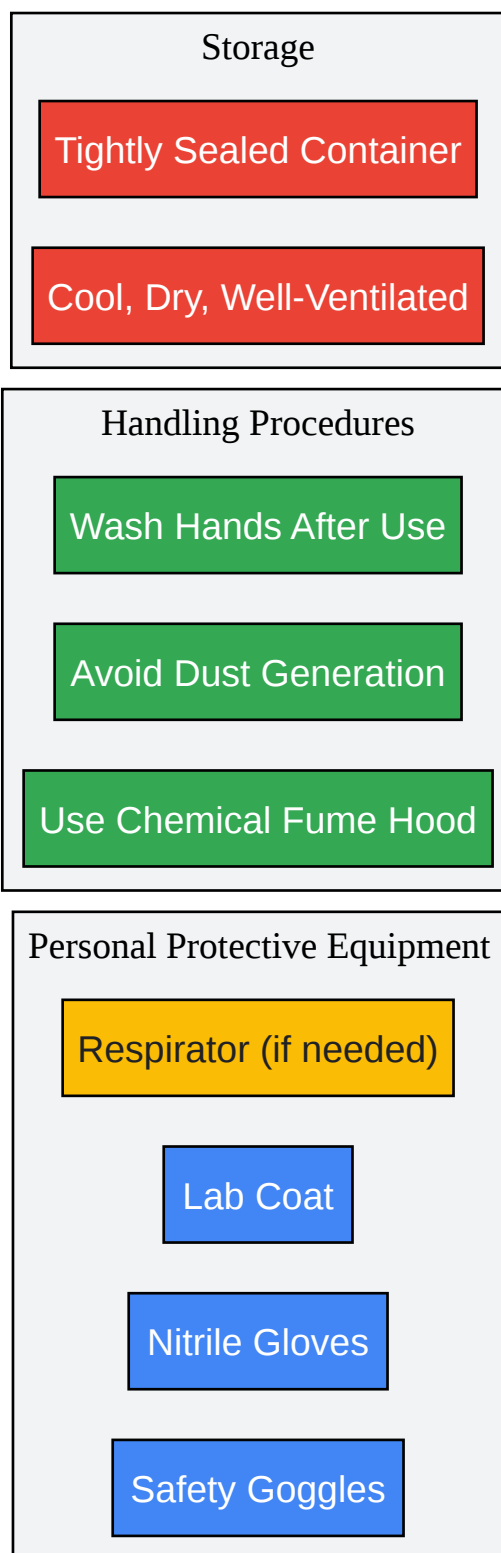 Storage
Tightly Sealed Container
Cool, Dry, Well-Ventilated
Handling Procedures
Wash Hands After Use
Avoid Dust Generation
Use Chemical Fume Hood
Personal Protective Equipment
Respirator (if needed)
Lab Coat
Nitrile Gloves
Safety Goggles